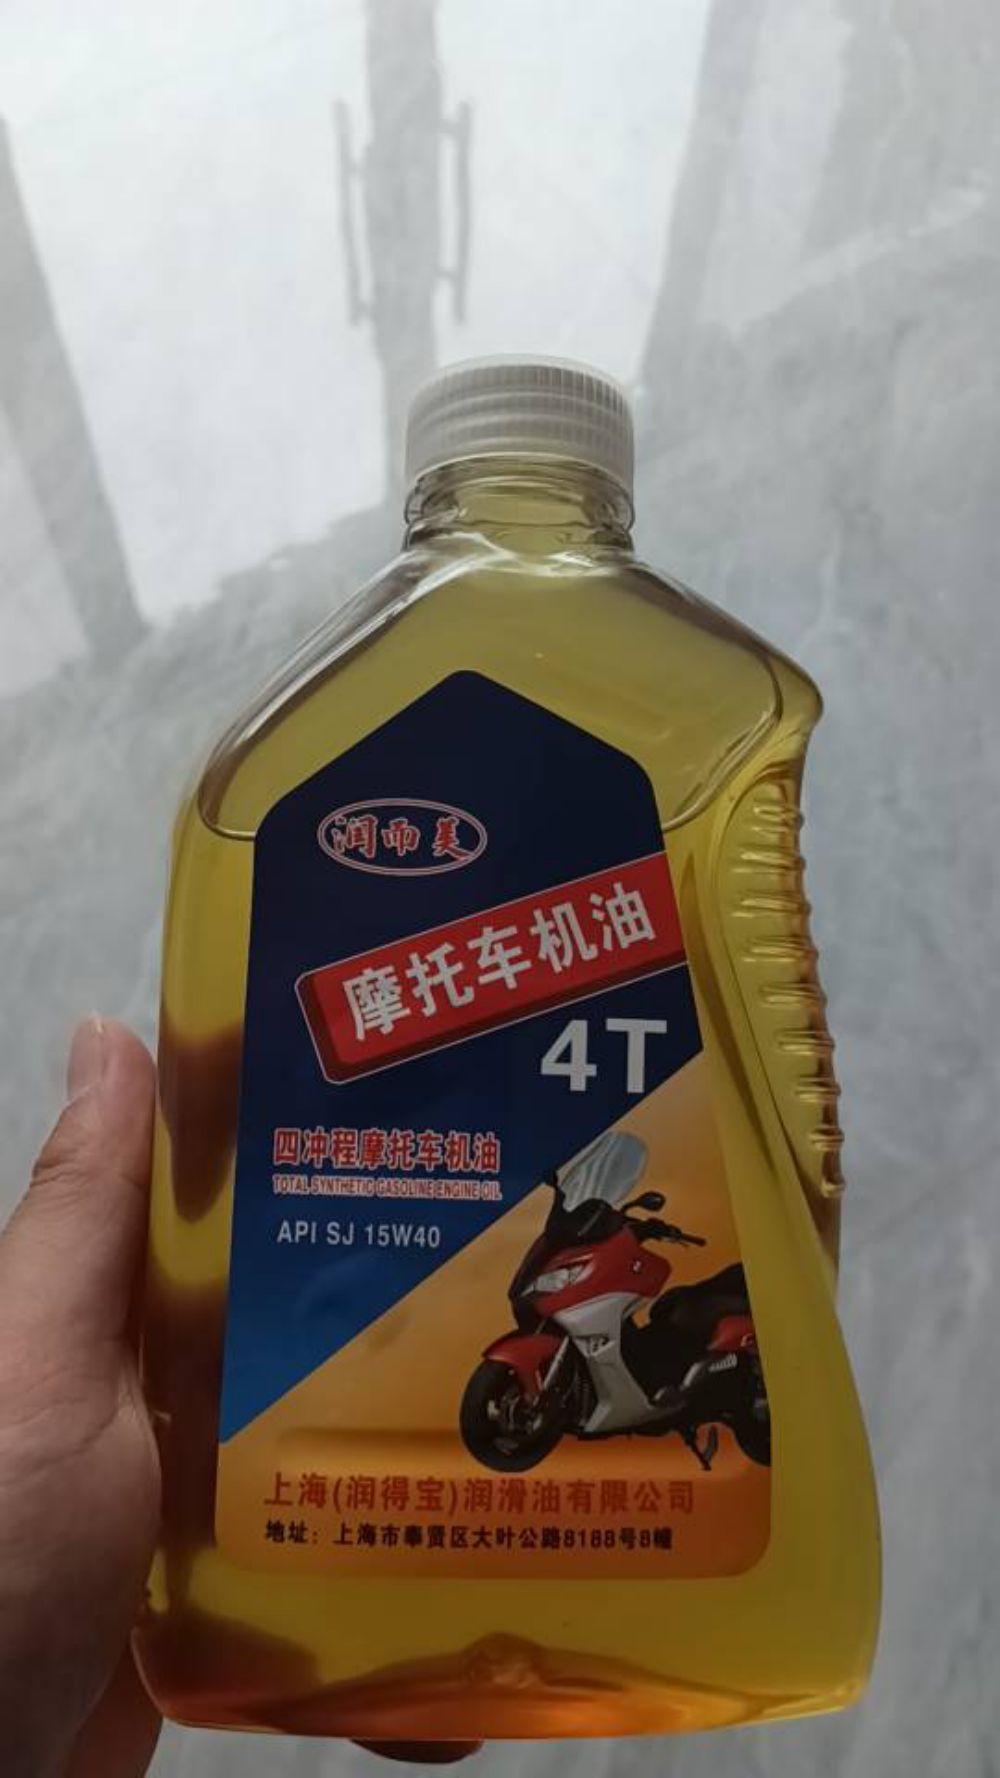 润而美
摩托车机油
4T
四冲程摩托车机油
TOTAL SYNTHETIC GASOLINE ENGINE OIL
API SJ 15W40
上海(润得宝)润滑油有限公司
地址：上海市奉贤区大叶公路8188号8幢